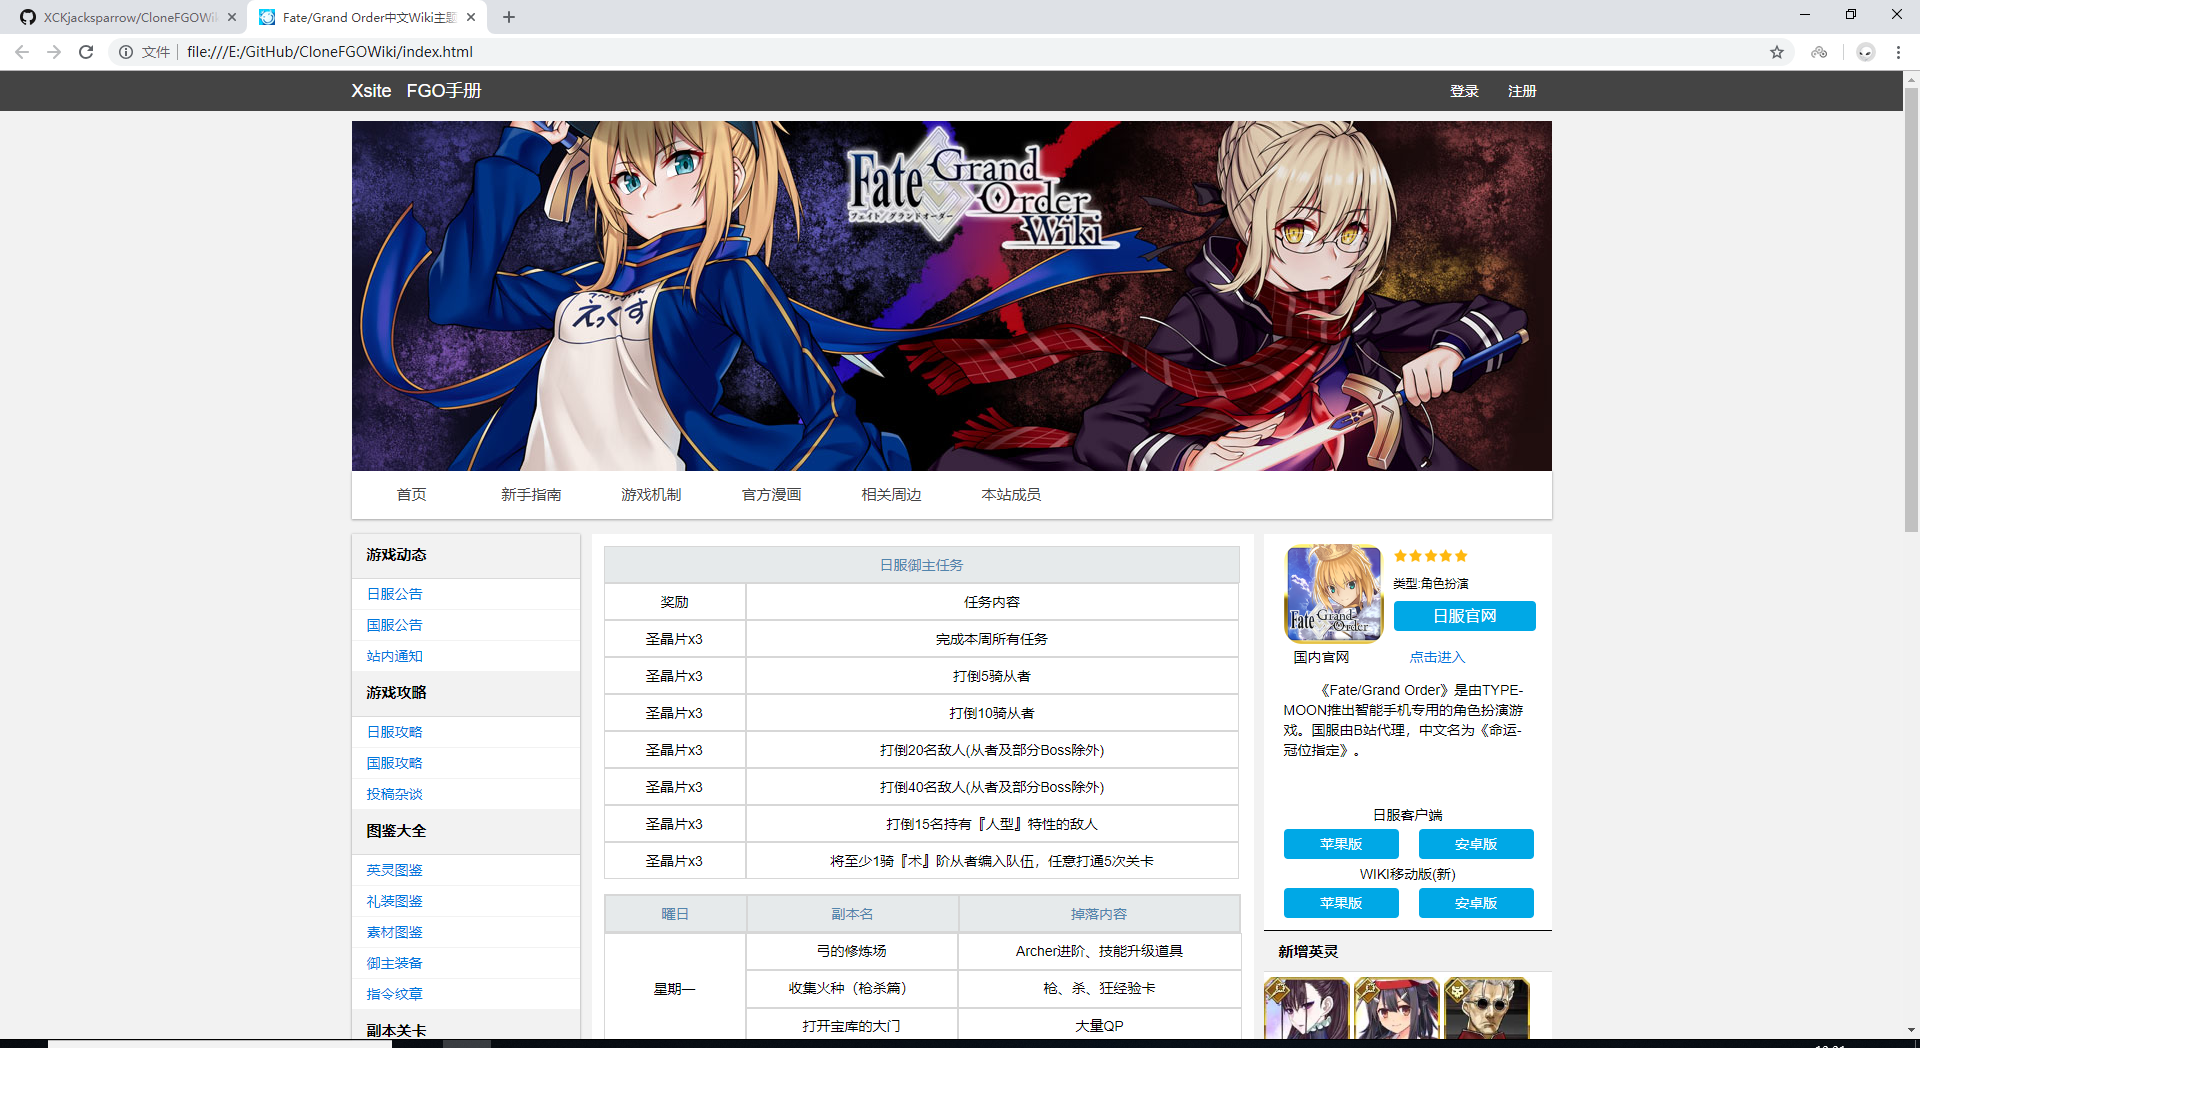 XCKjacksparrow/CloneFGOWi
Fate/Grand Order中文Wiki主题
文件 file:///E:/GitHub/CloneFGOWiki/index.html
Xsite FGO手册 登录 注册
Fate Grand Order Wiki
フェイト/グランドオーダー
えっくす
首页 新手指南 游戏机制 官方漫画 相关周边 本站成员
游戏动态
日服公告
国服公告
站内通知
游戏攻略
日服攻略
国服攻略
投稿杂谈
图鉴大全
英灵图鉴
礼装图鉴
素材图鉴
御主装备
指令纹章
副本关卡
日服御主任务
奖励 任务内容
圣晶片x3 完成本周所有任务
圣晶片x3 打倒5骑从者
圣晶片x3 打倒10骑从者
圣晶片x3 打倒20名敌人(从者及部分Boss除外)
圣晶片x3 打倒40名敌人(从者及部分Boss除外)
圣晶片x3 打倒15名持有『人型』特性的敌人
圣晶片x3 将至少1骑『术』阶从者编入队伍，任意打通5次关卡
曜日 副本名 掉落内容
星期一
弓的修炼场 Archer进阶、技能升级道具
收集火种（枪杀篇） 枪、杀、狂经验卡
打开宝库的大门 大量QP
Fate Grand Order
类型:角色扮演
日服官网
国内官网 点击进入
《Fate/Grand Order》是由TYPE-
MOON推出智能手机专用的角色扮演游
戏。国服由B站代理，中文名为《命运-
冠位指定》。
日服客户端
苹果版 安卓版
WIKI移动版(新)
苹果版 安卓版
新增英灵